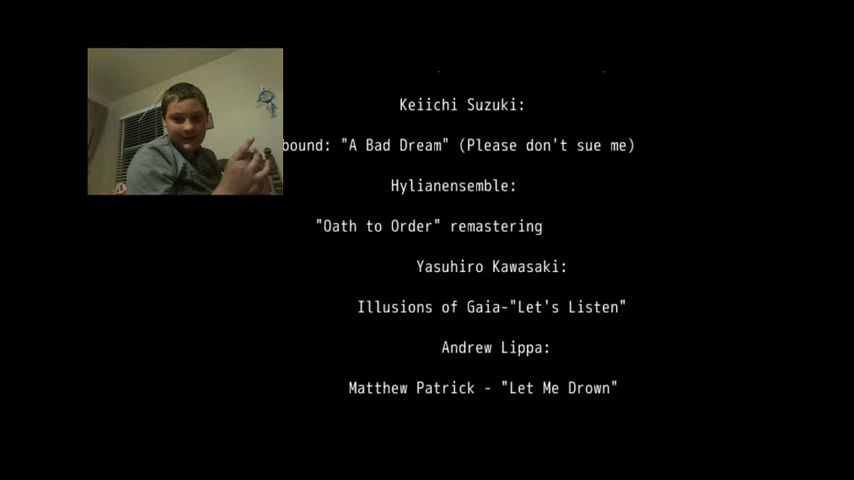 Keiichi Suzuki:
bound: "A Bad Dream" (Please don't sue me)
Hylianensemble:
"Oath to Order" remastering
Yasuhiro Kawasaki:
Illusions of Gaia-"Let's Listen"
Andrew Lippa:
Matthew Patrick - "Let Me Drown"